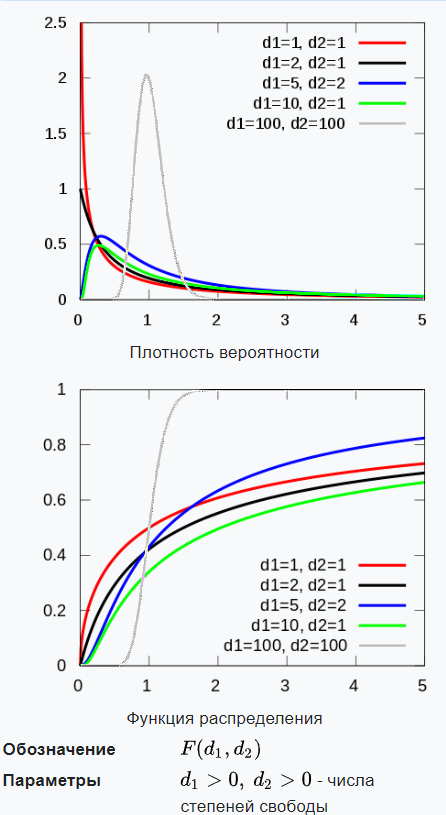 2.5
d1=1, d2=1
2
d1=2, d2=1
d1=5, d2=2
d1=10, d2=1
1.5
d1=100, d2=100
1
0.5
0
0 1 2 3 4 5
Плотность вероятности
1
0.8
0.6
0.4
d1=1, d2=1
d1=2, d2=1
0.2
d1=5, d2=2
d1=10, d2=1
d1=100, d2=100
0
0 1 2 3 4 5
Функция распределения
Обозначение F(d₁, d₂)
Параметры d₁ > 0, d₂ > 0 - числа
степеней свободы